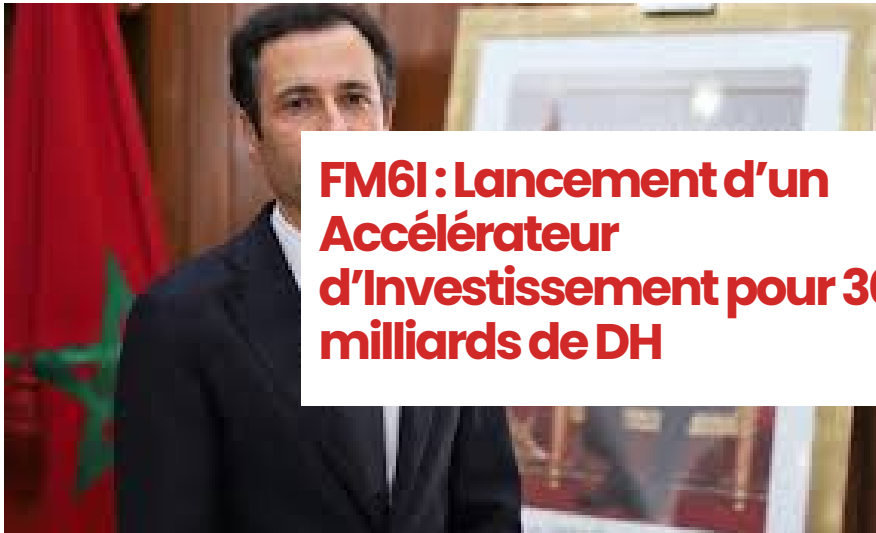 FM6I : Lancement d’un
Accélérateur
d’Investissement pour
milliards de DH